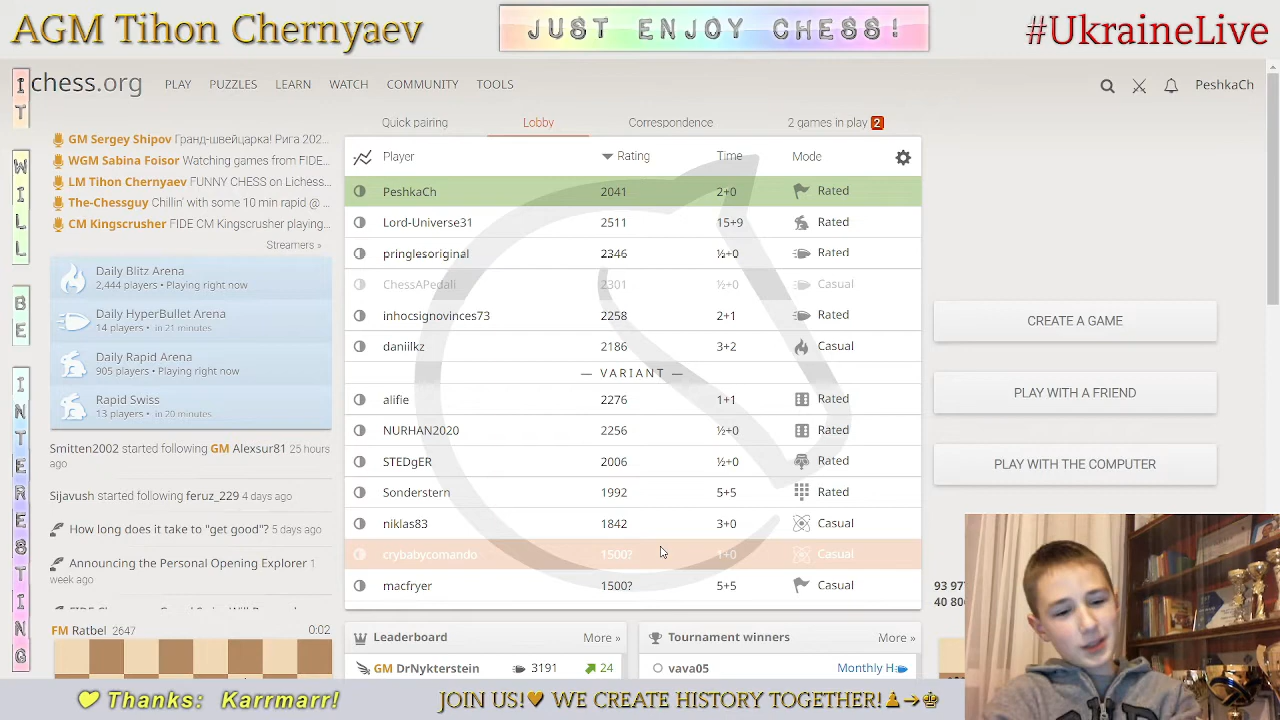 AGM Tihon Chernyaev
JUST ENJOY CHESS!
#UkraineLive
IT WILL BE INTERESTING
chess.org
PLAY
PUZZLES
LEARN
WATCH
COMMUNITY
TOOLS
PeshkaCh
GM Sergey Shipov Гранд-швейцарка! Рига 202...
WGM Sabina Foisor Watching games from FIDE...
LM Tihon Chernyaev FUNNY CHESS on Lichess...
The-Chessguy Chillin' with some 10 min rapid @ ...
CM Kingscrusher FIDE CM Kingscrusher playing...
Streamers »
Daily Blitz Arena
2,444 players • Playing right now
Daily HyperBullet Arena
14 players • in 21 minutes
Daily Rapid Arena
905 players • Playing right now
Rapid Swiss
13 players • in 20 minutes
Smitten2002 started following GM Alexsur81 25 hours
ago
Sijavush started following feruz_229 4 days ago
How long does it take to "get good"? 5 days ago
Announcing the Personal Opening Explorer 1
week ago
FM Ratbel 2647 0:02
Quick pairing
Lobby
Correspondence
2 games in play 2
Player Rating Time Mode
PeshkaCh 2041 2+0 Rated
Lord-Universe31 2511 15+9 Rated
pringlesoriginal 2346 ½+0 Rated
ChessAPedall 2301 ½+0 Casual
inhocsignovinces73 2258 2+1 Rated
daniilkz 2186 3+2 Casual
— VARIANT —
alifie 2276 1+1 Rated
NURHAN2020 2256 ½+0 Rated
STEDgER 2006 ½+0 Rated
Sonderstern 1992 5+5 Rated
niklas83 1842 3+0 Casual
crybabycomando 1500? 1+0 Casual
macfryer 1500? 5+5 Casual
CREATE A GAME
PLAY WITH A FRIEND
PLAY WITH THE COMPUTER
93 97
40 80
Leaderboard More »
GM DrNykterstein 3191 24
Tournament winners More »
vava05 Monthly H
Thanks: Karrmarr!
JOIN US! WE CREATE HISTORY TOGETHER!